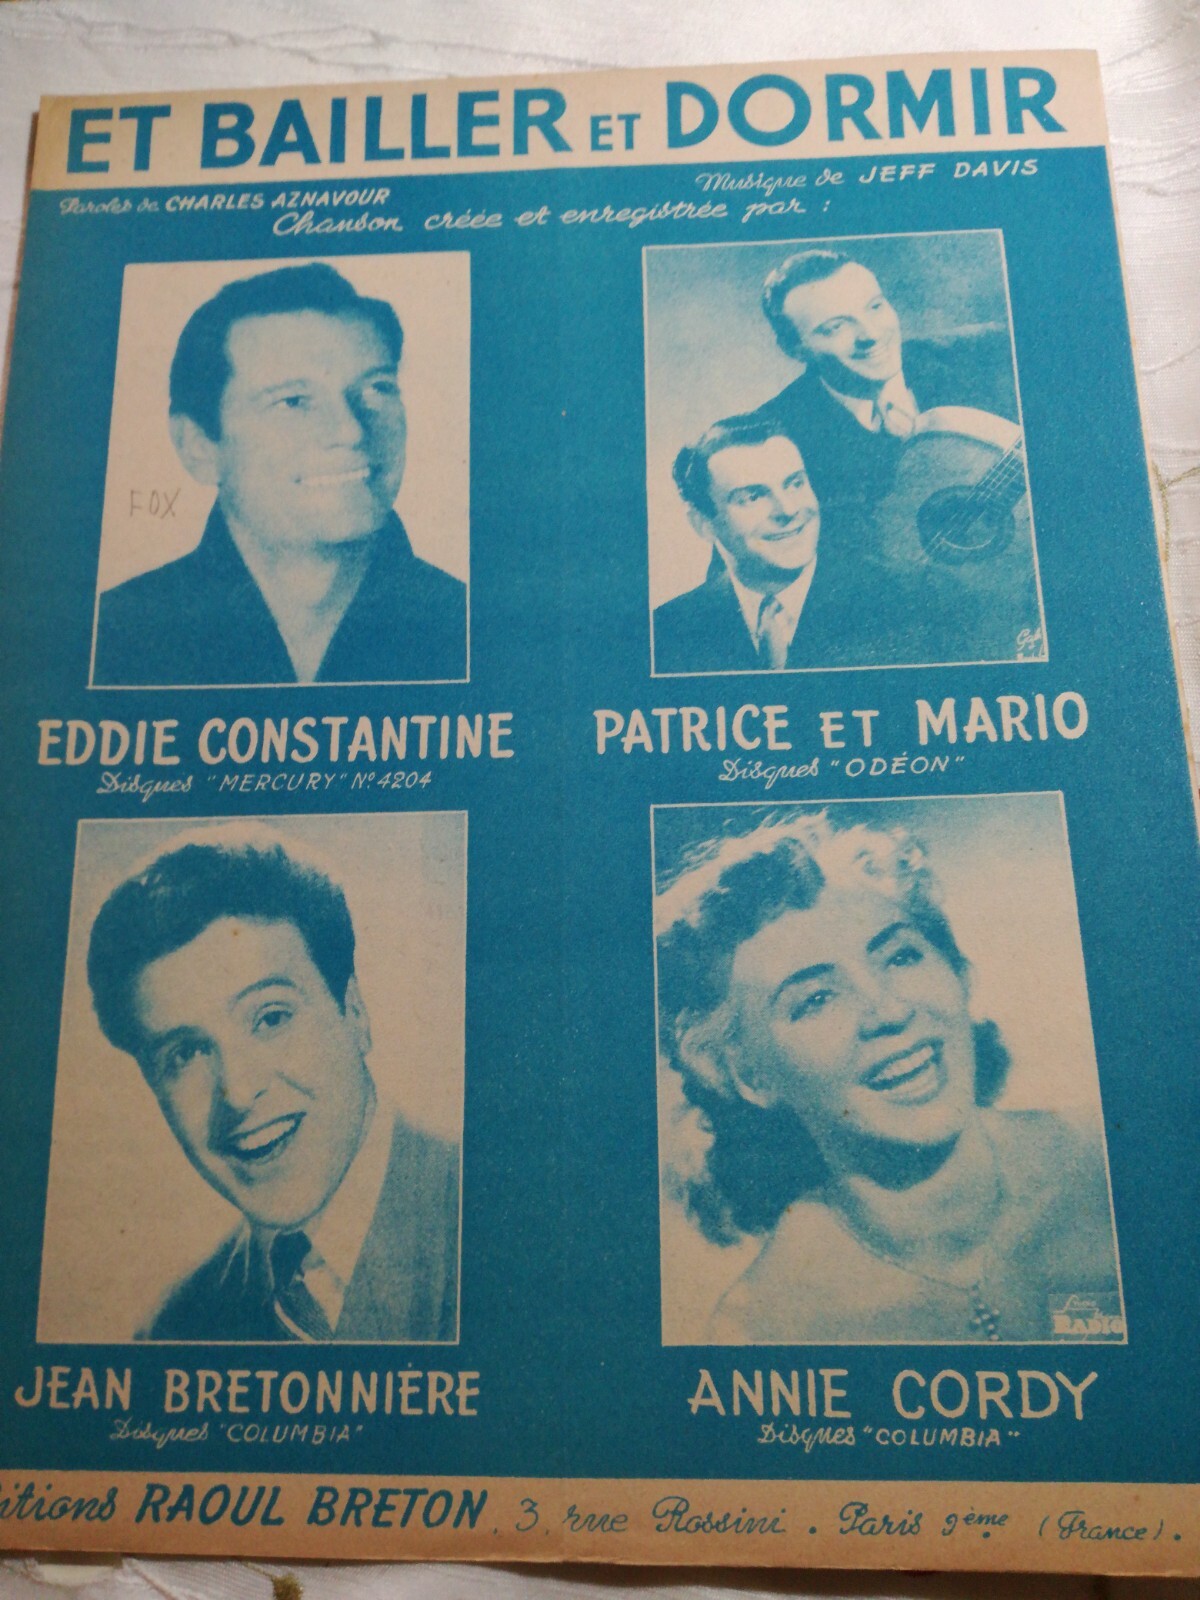 ET BAILLER ET DORMIR
Paroles de CHARLES AZNAVOUR
Musique de JEFF DAVIS
Chanson créée et enregistrée par :
FOX
EDDIE CONSTANTINE
Disques "MERCURY" N° 4204
PATRICE ET MARIO
Disques "ODÉON"
JEAN BRETONNIÈRE
Disques "COLUMBIA"
RADIO
ANNIE CORDY
Disques "COLUMBIA"
itions RAOUL BRETON, 3, rue Rossini . Paris 9ème (France).